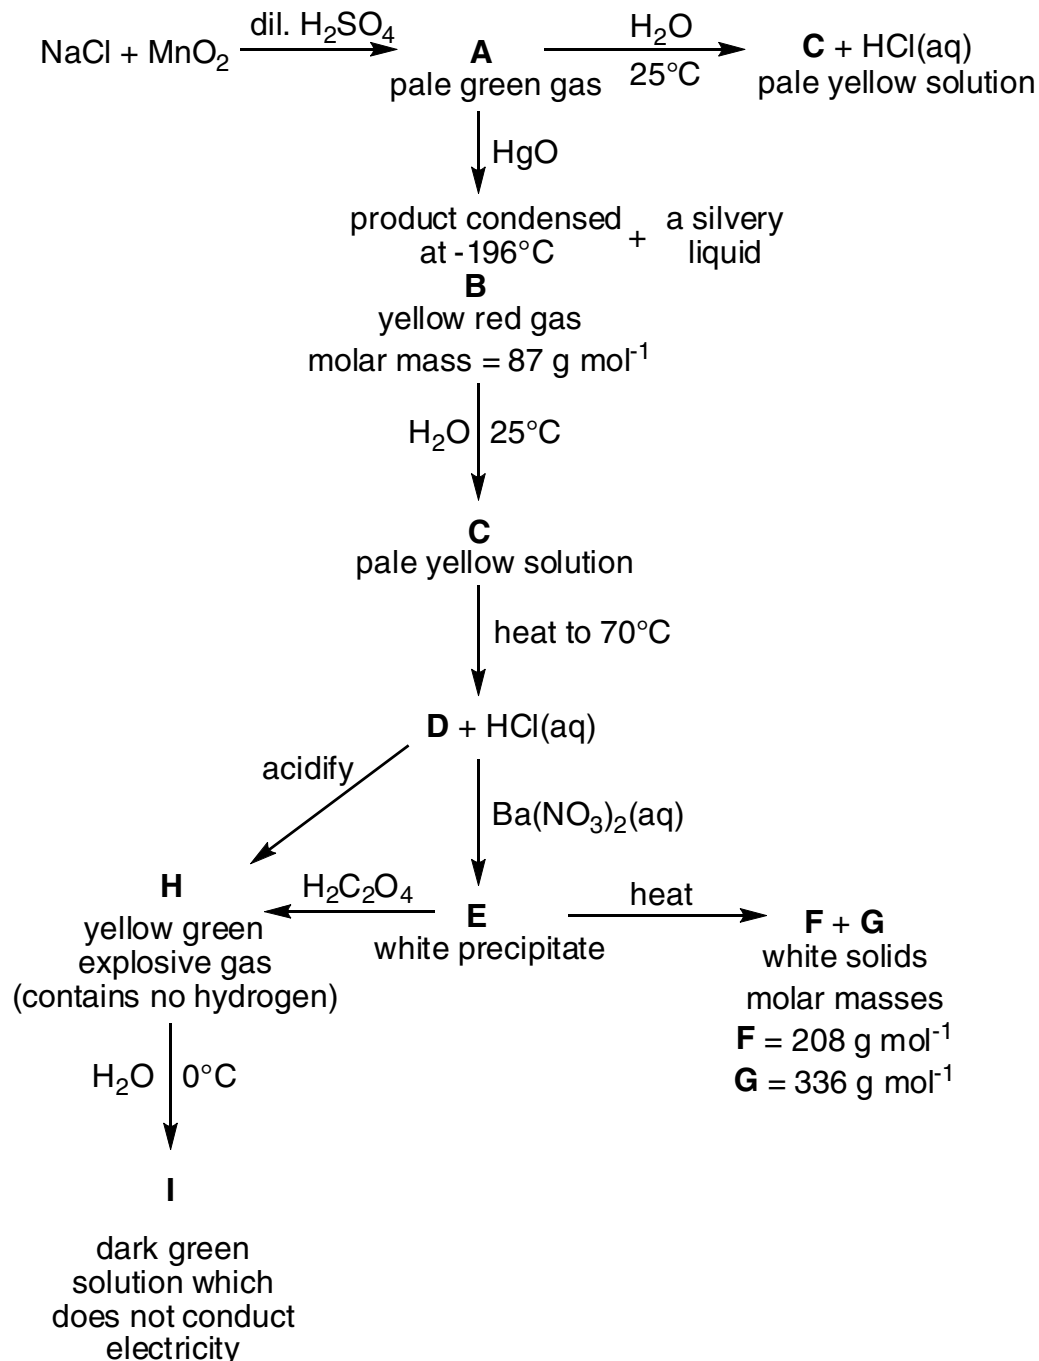 NaCl + MnO₂ dil. H₂SO₄ A H₂O C + HCl(aq)
pale green gas 25°C pale yellow solution
HgO
product condensed + a silvery
at -196°C liquid
B
yellow red gas
molar mass = 87 g mol⁻¹
H₂O 25°C
C
pale yellow solution
heat to 70°C
D + HCl(aq)
acidify
Ba(NO₃)₂(aq)
H H₂C₂O₄ E heat F + G
yellow green white precipitate white solids
explosive gas molar masses
(contains no hydrogen) F = 208 g mol⁻¹
H₂O 0°C G = 336 g mol⁻¹
I
dark green
solution which
does not conduct
electricity